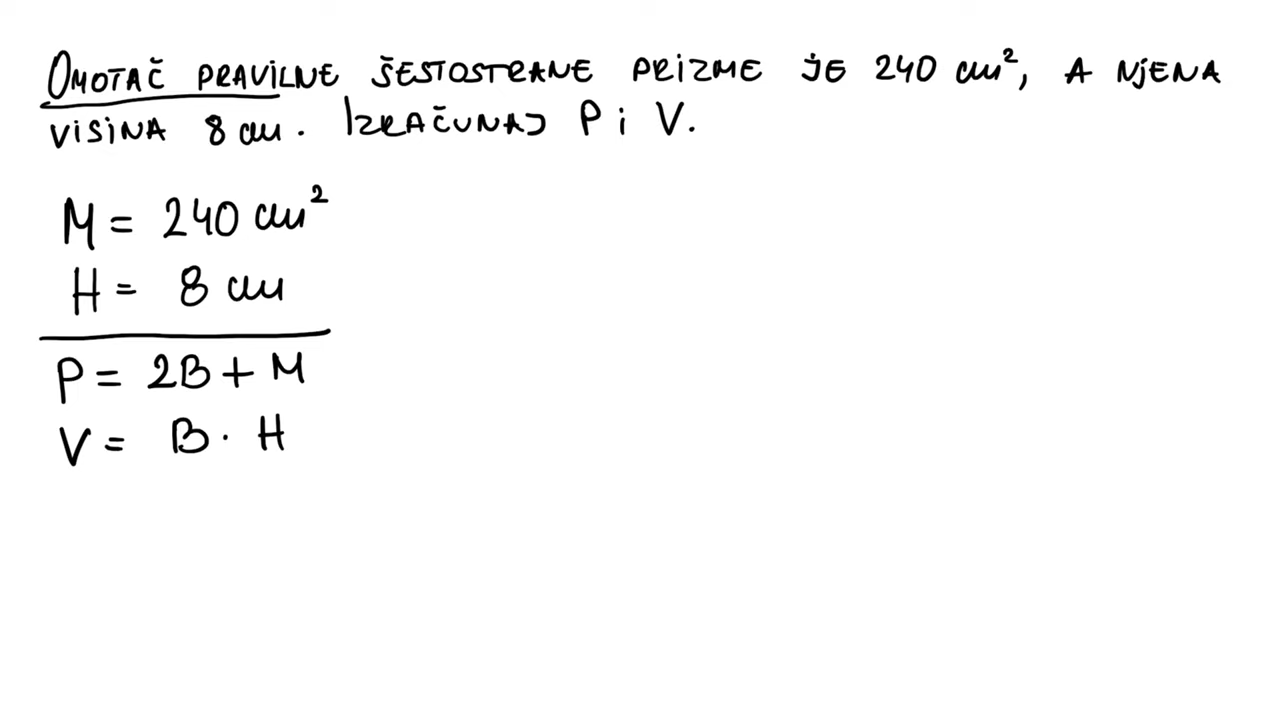 OMOTAČ PRAVILNE ŠESTOSTRANE PRIZME JE 240 cm², A NJENA
VISINA 8 cm. IZRAČUNAJ P i V.
M = 240 cm²
H = 8 cm
P = 2B + M
V = B · H